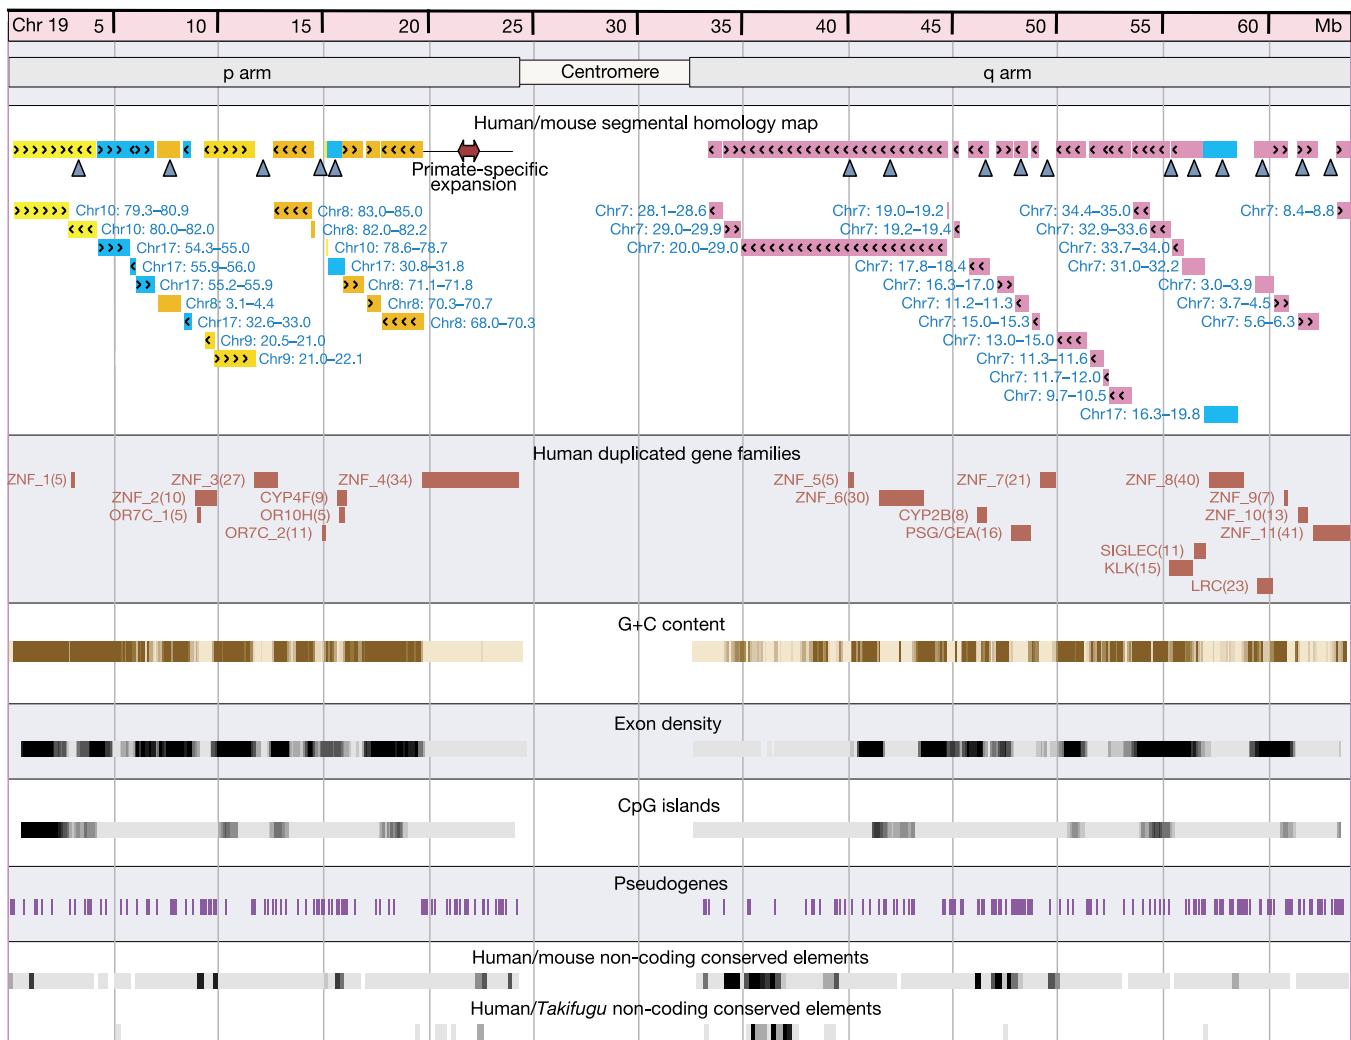 Chr 19 5 10 15 20 25 30 35 40 45 50 55 60 Mb
p arm Centromere q arm
Human/mouse segmental homology map
Primate-specific
expansion
Chr10: 79.3–80.9 Chr8: 83.0–85.0 Chr7: 28.1–28.6 Chr7: 19.0–19.2 Chr7: 34.4–35.0 Chr7: 8.4–8.8
Chr10: 80.0–82.0 Chr8: 82.0–82.2 Chr7: 29.0–29.9 Chr7: 19.2–19.4 Chr7: 32.9–33.6
Chr17: 54.3–55.0 Chr10: 78.6–78.7 Chr7: 20.0–29.0 Chr7: 33.7–34.0
Chr17: 55.9–56.0 Chr17: 30.8–31.8 Chr7: 17.8–18.4 Chr7: 31.0–32.2
Chr17: 55.2–55.9 Chr8: 71.1–71.8 Chr7: 16.3–17.0 Chr7: 3.0–3.9
Chr8: 3.1–4.4 Chr8: 70.3–70.7 Chr7: 11.2–11.3 Chr7: 3.7–4.5
Chr17: 32.6–33.0 Chr8: 68.0–70.3 Chr7: 15.0–15.3 Chr7: 5.6–6.3
Chr9: 20.5–21.0 Chr7: 13.0–15.0
Chr9: 21.0–22.1 Chr7: 11.3–11.6
Chr7: 11.7–12.0
Chr7: 9.7–10.5
Chr17: 16.3–19.8
Human duplicated gene families
ZNF_1(5) ZNF_3(27) ZNF_4(34) ZNF_5(5) ZNF_7(21) ZNF_8(40)
ZNF_2(10) CYP4F(9) ZNF_6(30) ZNF_9(7)
OR7C_1(5) OR10H(5) CYP2B(8) ZNF_10(13)
OR7C_2(11) PSG/CEA(16) ZNF_11(41)
SIGLEC(11)
KLK(15)
LRC(23)
G+C content
Exon density
CpG islands
Pseudogenes
Human/mouse non-coding conserved elements
Human/Takifugu non-coding conserved elements